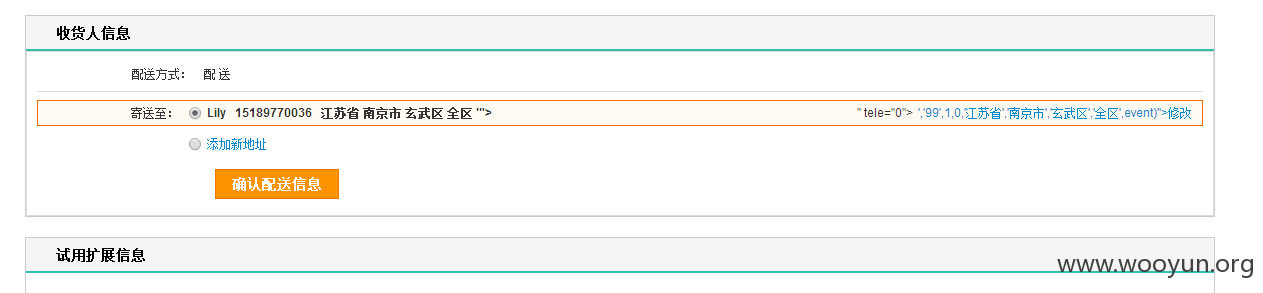 收货人信息
配送方式： 配 送
寄送至： Lily 15189770036 江苏省 南京市 玄武区 全区 '"> " tele="0"> ','99',1,0,'江苏省','南京市','玄武区','全区',event)">修改
添加新地址
确认配送信息
试用扩展信息
www.wooyun.org